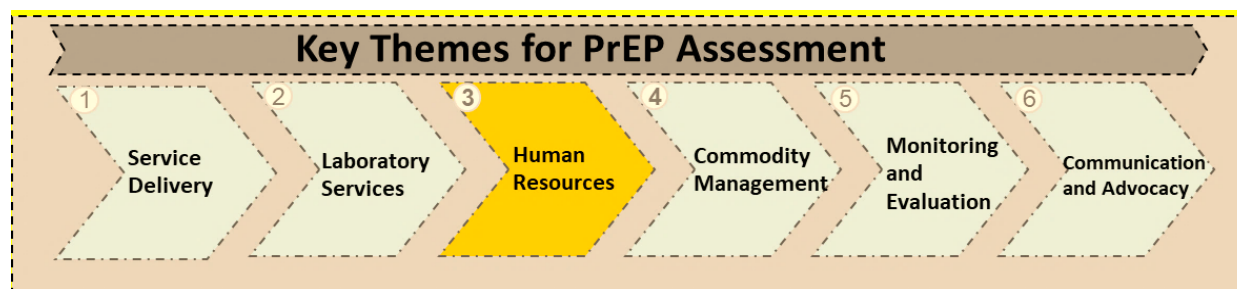 Key Themes for PrEP Assessment
1
Service
Delivery
2
Laboratory
Services
3
Human
Resources
4
Commodity
Management
5
Monitoring
and
Evaluation
6
Communication
and Advocacy